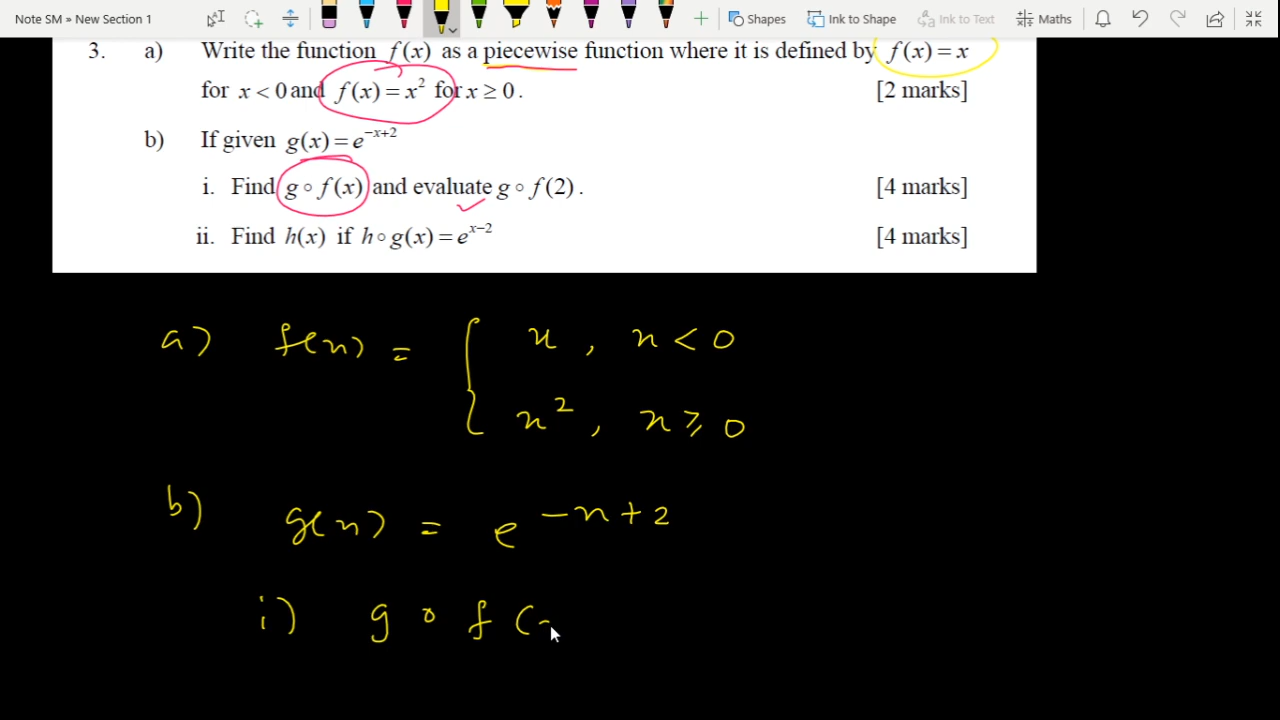 Note SM » New Section 1 Shapes Ink to Shape Ink to Text Maths
3. a) Write the function f(x) as a piecewise function where it is defined by f(x) = x
for x < 0 and f(x) = x² for x ≥ 0. [2 marks]
b) If given g(x) = e^{-x+2}
i. Find g ∘ f(x) and evaluate g ∘ f(2). [4 marks]
ii. Find h(x) if h ∘ g(x) = e^{x-2} [4 marks]
a) f(x) = { x , x < 0
x² , x ≥ 0
b) g(x) = e^{-x+2}
i) g ∘ f (